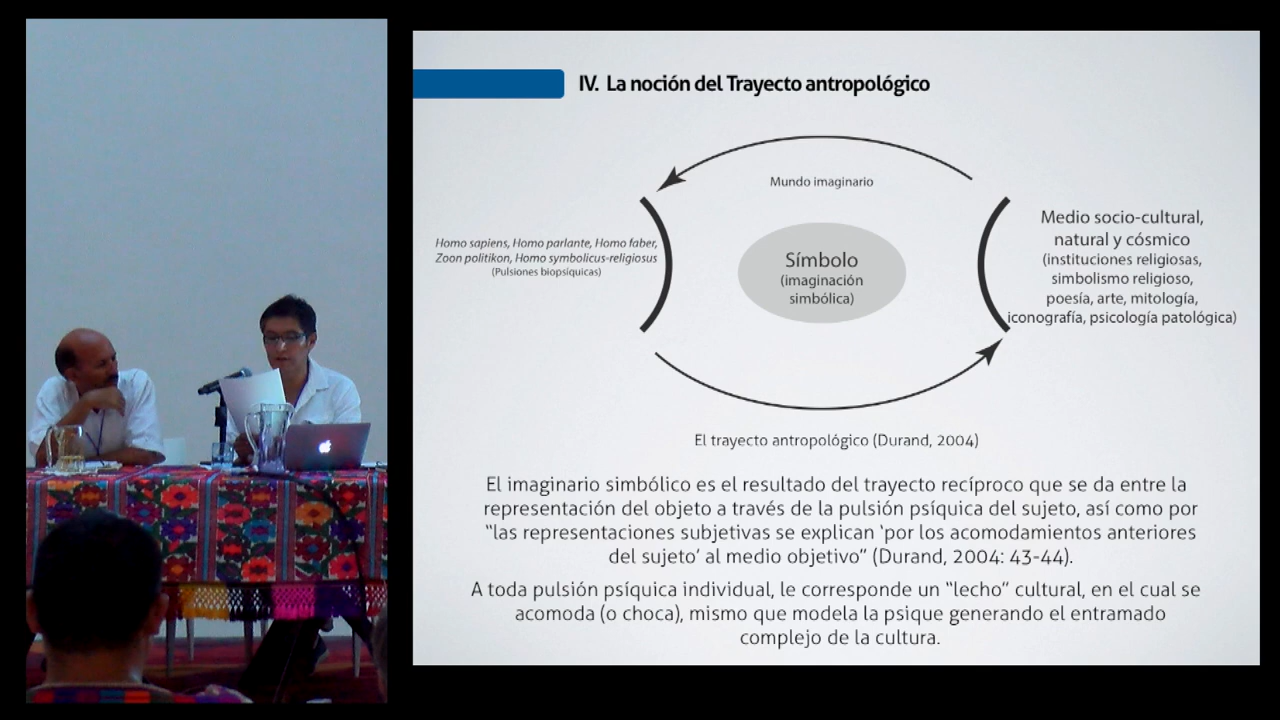 IV. La noción del Trayecto antropológico
Mundo imaginario
Homo sapiens, Homo parlante, Homo faber,
Zoon politikon, Homo symbolicus-religiosus
(Pulsiones biopsíquicas)
Símbolo
(imaginación
simbólica)
Medio socio-cultural,
natural y cósmico
(instituciones religiosas,
simbolismo religioso,
poesía, arte, mitología,
iconografía, psicología patológica)
El trayecto antropológico (Durand, 2004)
El imaginario simbólico es el resultado del trayecto recíproco que se da entre la
representación del objeto a través de la pulsión psíquica del sujeto, así como por
“las representaciones subjetivas se explican ‘por los acomodamientos anteriores
del sujeto’ al medio objetivo” (Durand, 2004: 43-44).
A toda pulsión psíquica individual, le corresponde un “lecho” cultural, en el cual se
acomoda (o choca), mismo que modela la psique generando el entramado
complejo de la cultura.